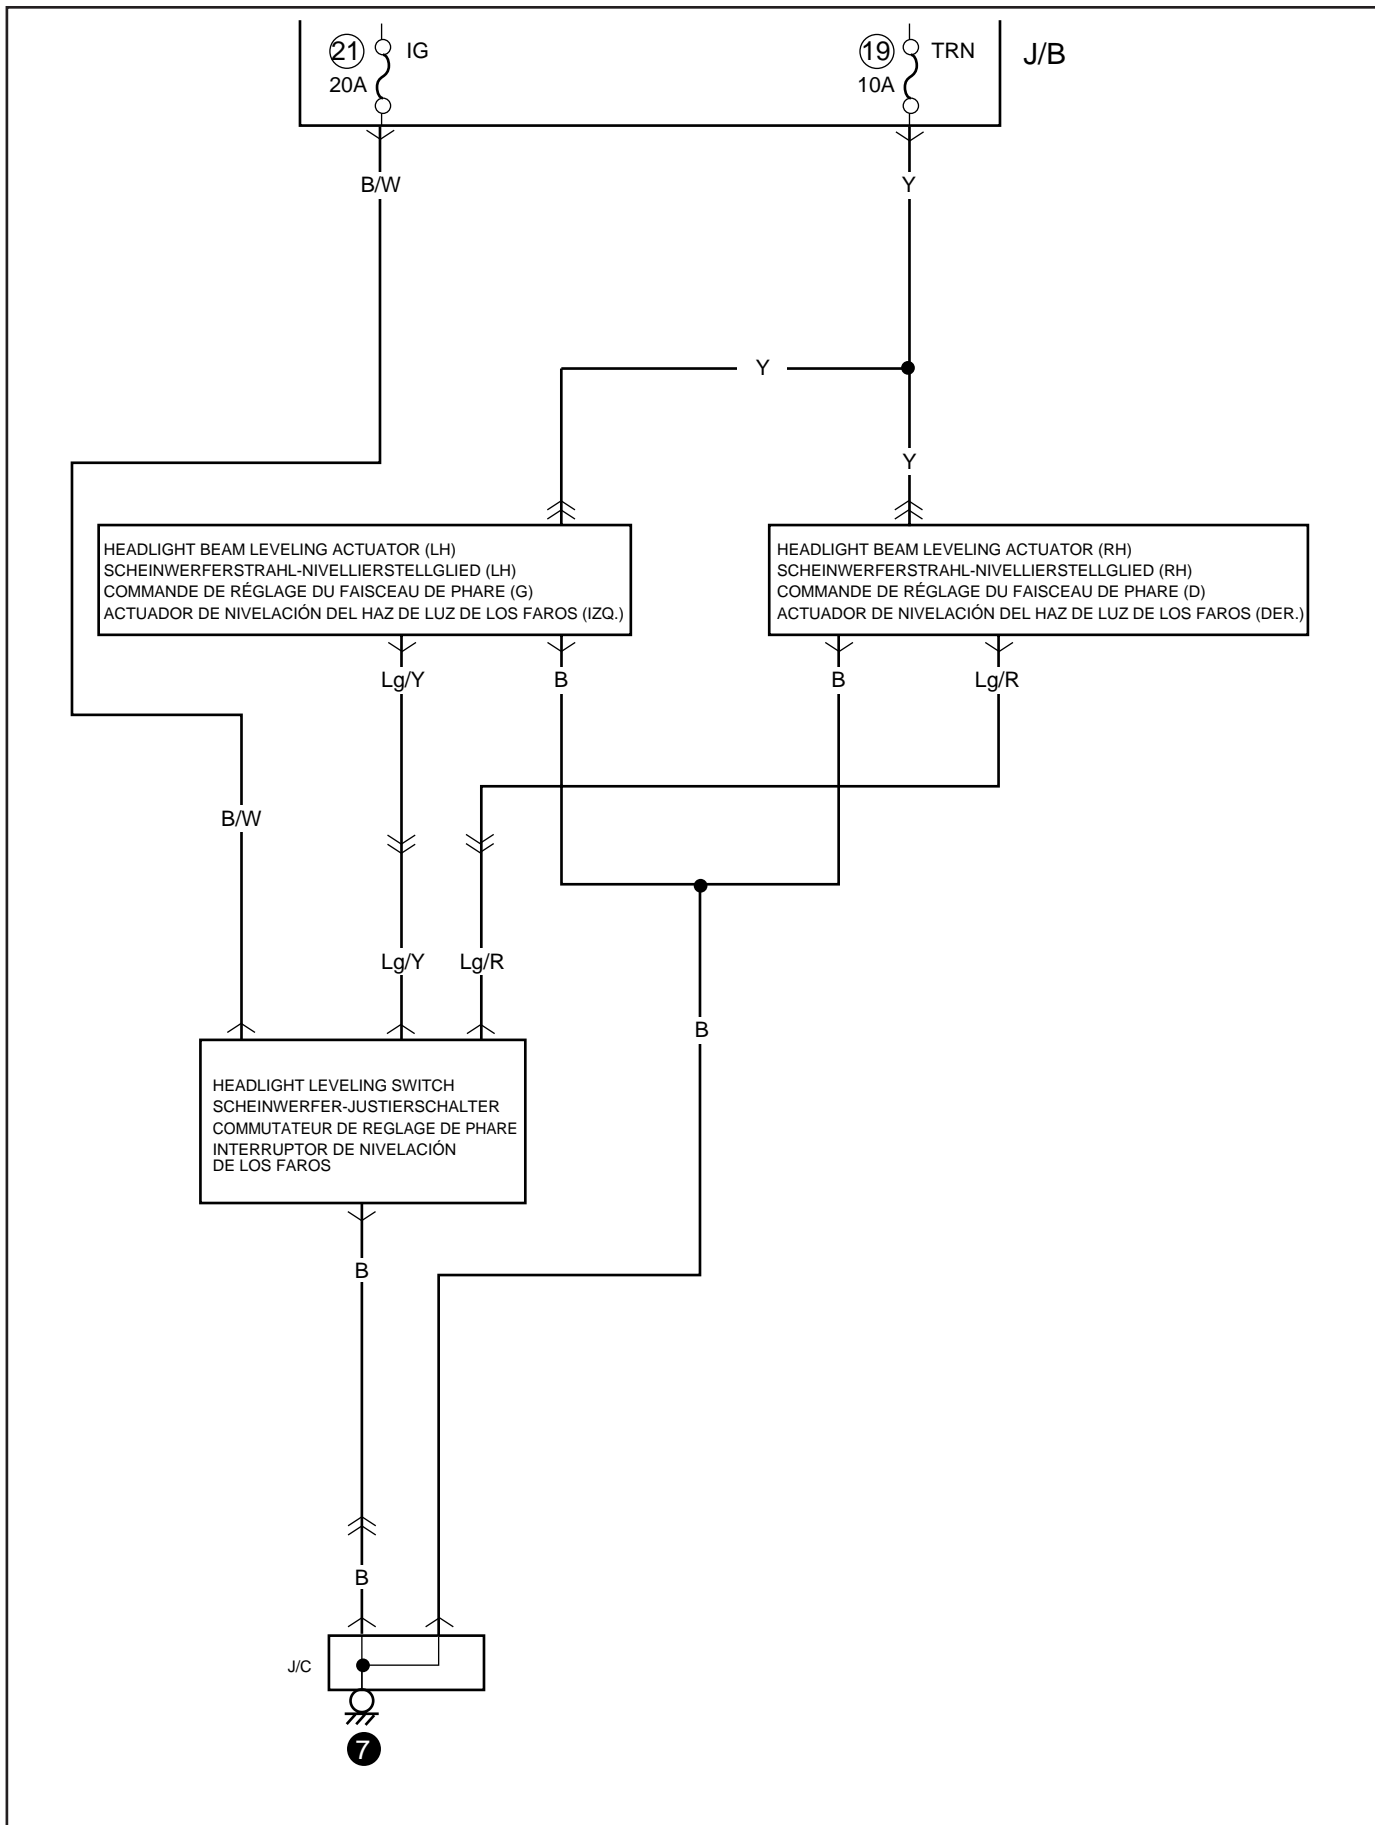 21 IG
20A
19 TRN
10A
J/B
B/W
Y
Y
Y
HEADLIGHT BEAM LEVELING ACTUATOR (LH)
SCHEINWERFERSTRAHL-NIVELLIERSTELLGLIED (LH)
COMMANDE DE RÉGLAGE DU FAISCEAU DE PHARE (G)
ACTUADOR DE NIVELACIÓN DEL HAZ DE LUZ DE LOS FAROS (IZQ.)
HEADLIGHT BEAM LEVELING ACTUATOR (RH)
SCHEINWERFERSTRAHL-NIVELLIERSTELLGLIED (RH)
COMMANDE DE RÉGLAGE DU FAISCEAU DE PHARE (D)
ACTUADOR DE NIVELACIÓN DEL HAZ DE LUZ DE LOS FAROS (DER.)
Lg/Y
B
B
Lg/R
B/W
Lg/Y
Lg/R
B
HEADLIGHT LEVELING SWITCH
SCHEINWERFER-JUSTIERSCHALTER
COMMUTATEUR DE REGLAGE DE PHARE
INTERRUPTOR DE NIVELACIÓN
DE LOS FAROS
B
B
J/C
7